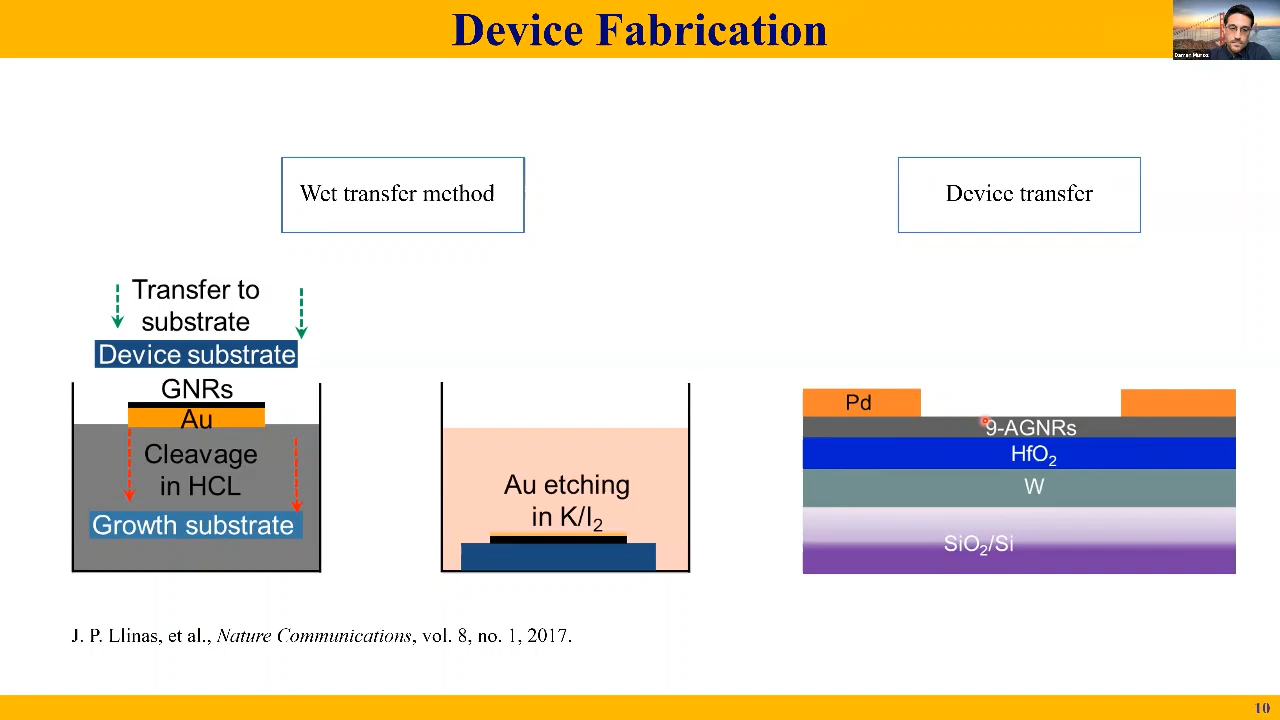 Device Fabrication
Darrian Munoz
Wet transfer method
Device transfer
Transfer to
substrate
Device substrate
GNRs
Au
Cleavage
in HCL
Growth substrate
Au etching
in K/I₂
Pd
9-AGNRs
HfO₂
W
SiO₂/Si
J. P. Llinas, et al., Nature Communications, vol. 8, no. 1, 2017.
10